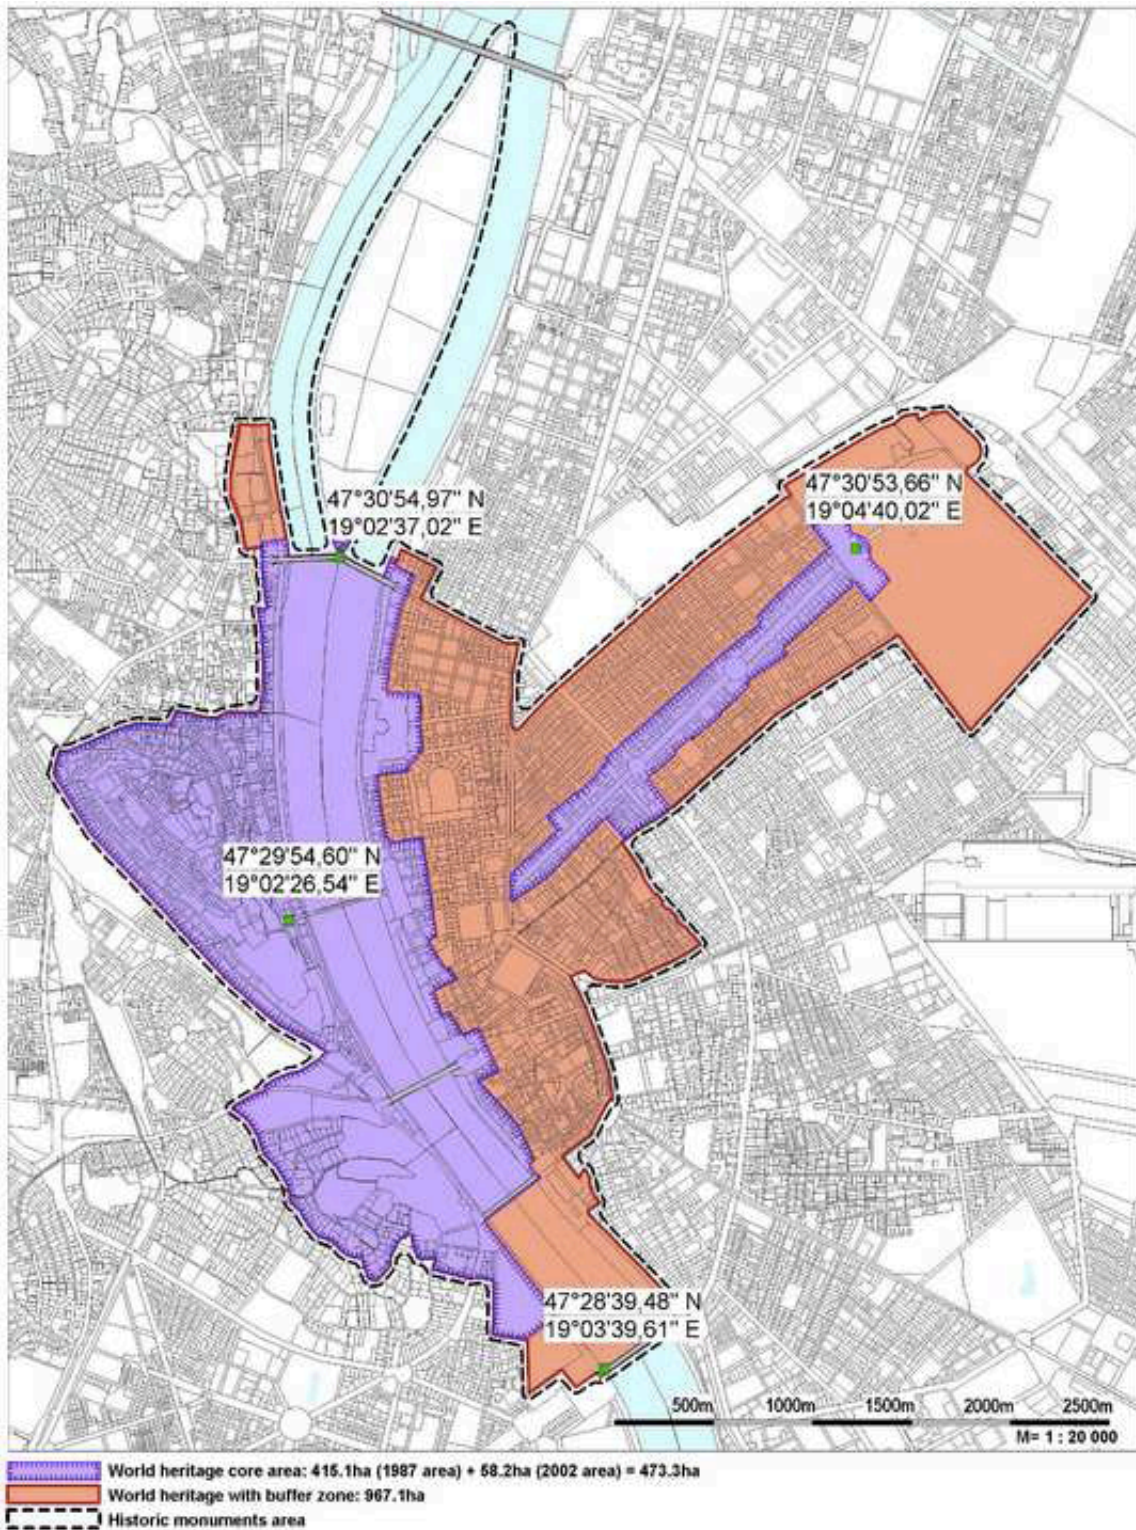 47°30'54,97" N
19°02'37,02" E
47°30'53,66" N
19°04'40,02" E
47°29'54,60" N
19°02'26,54" E
47°28'39,48" N
19°03'39,61" E
500m 1000m 1500m 2000m 2500m
M= 1 : 20 000
World heritage core area: 415.1ha (1987 area) + 58.2ha (2002 area) = 473.3ha
World heritage with buffer zone: 967.1ha
Historic monuments area